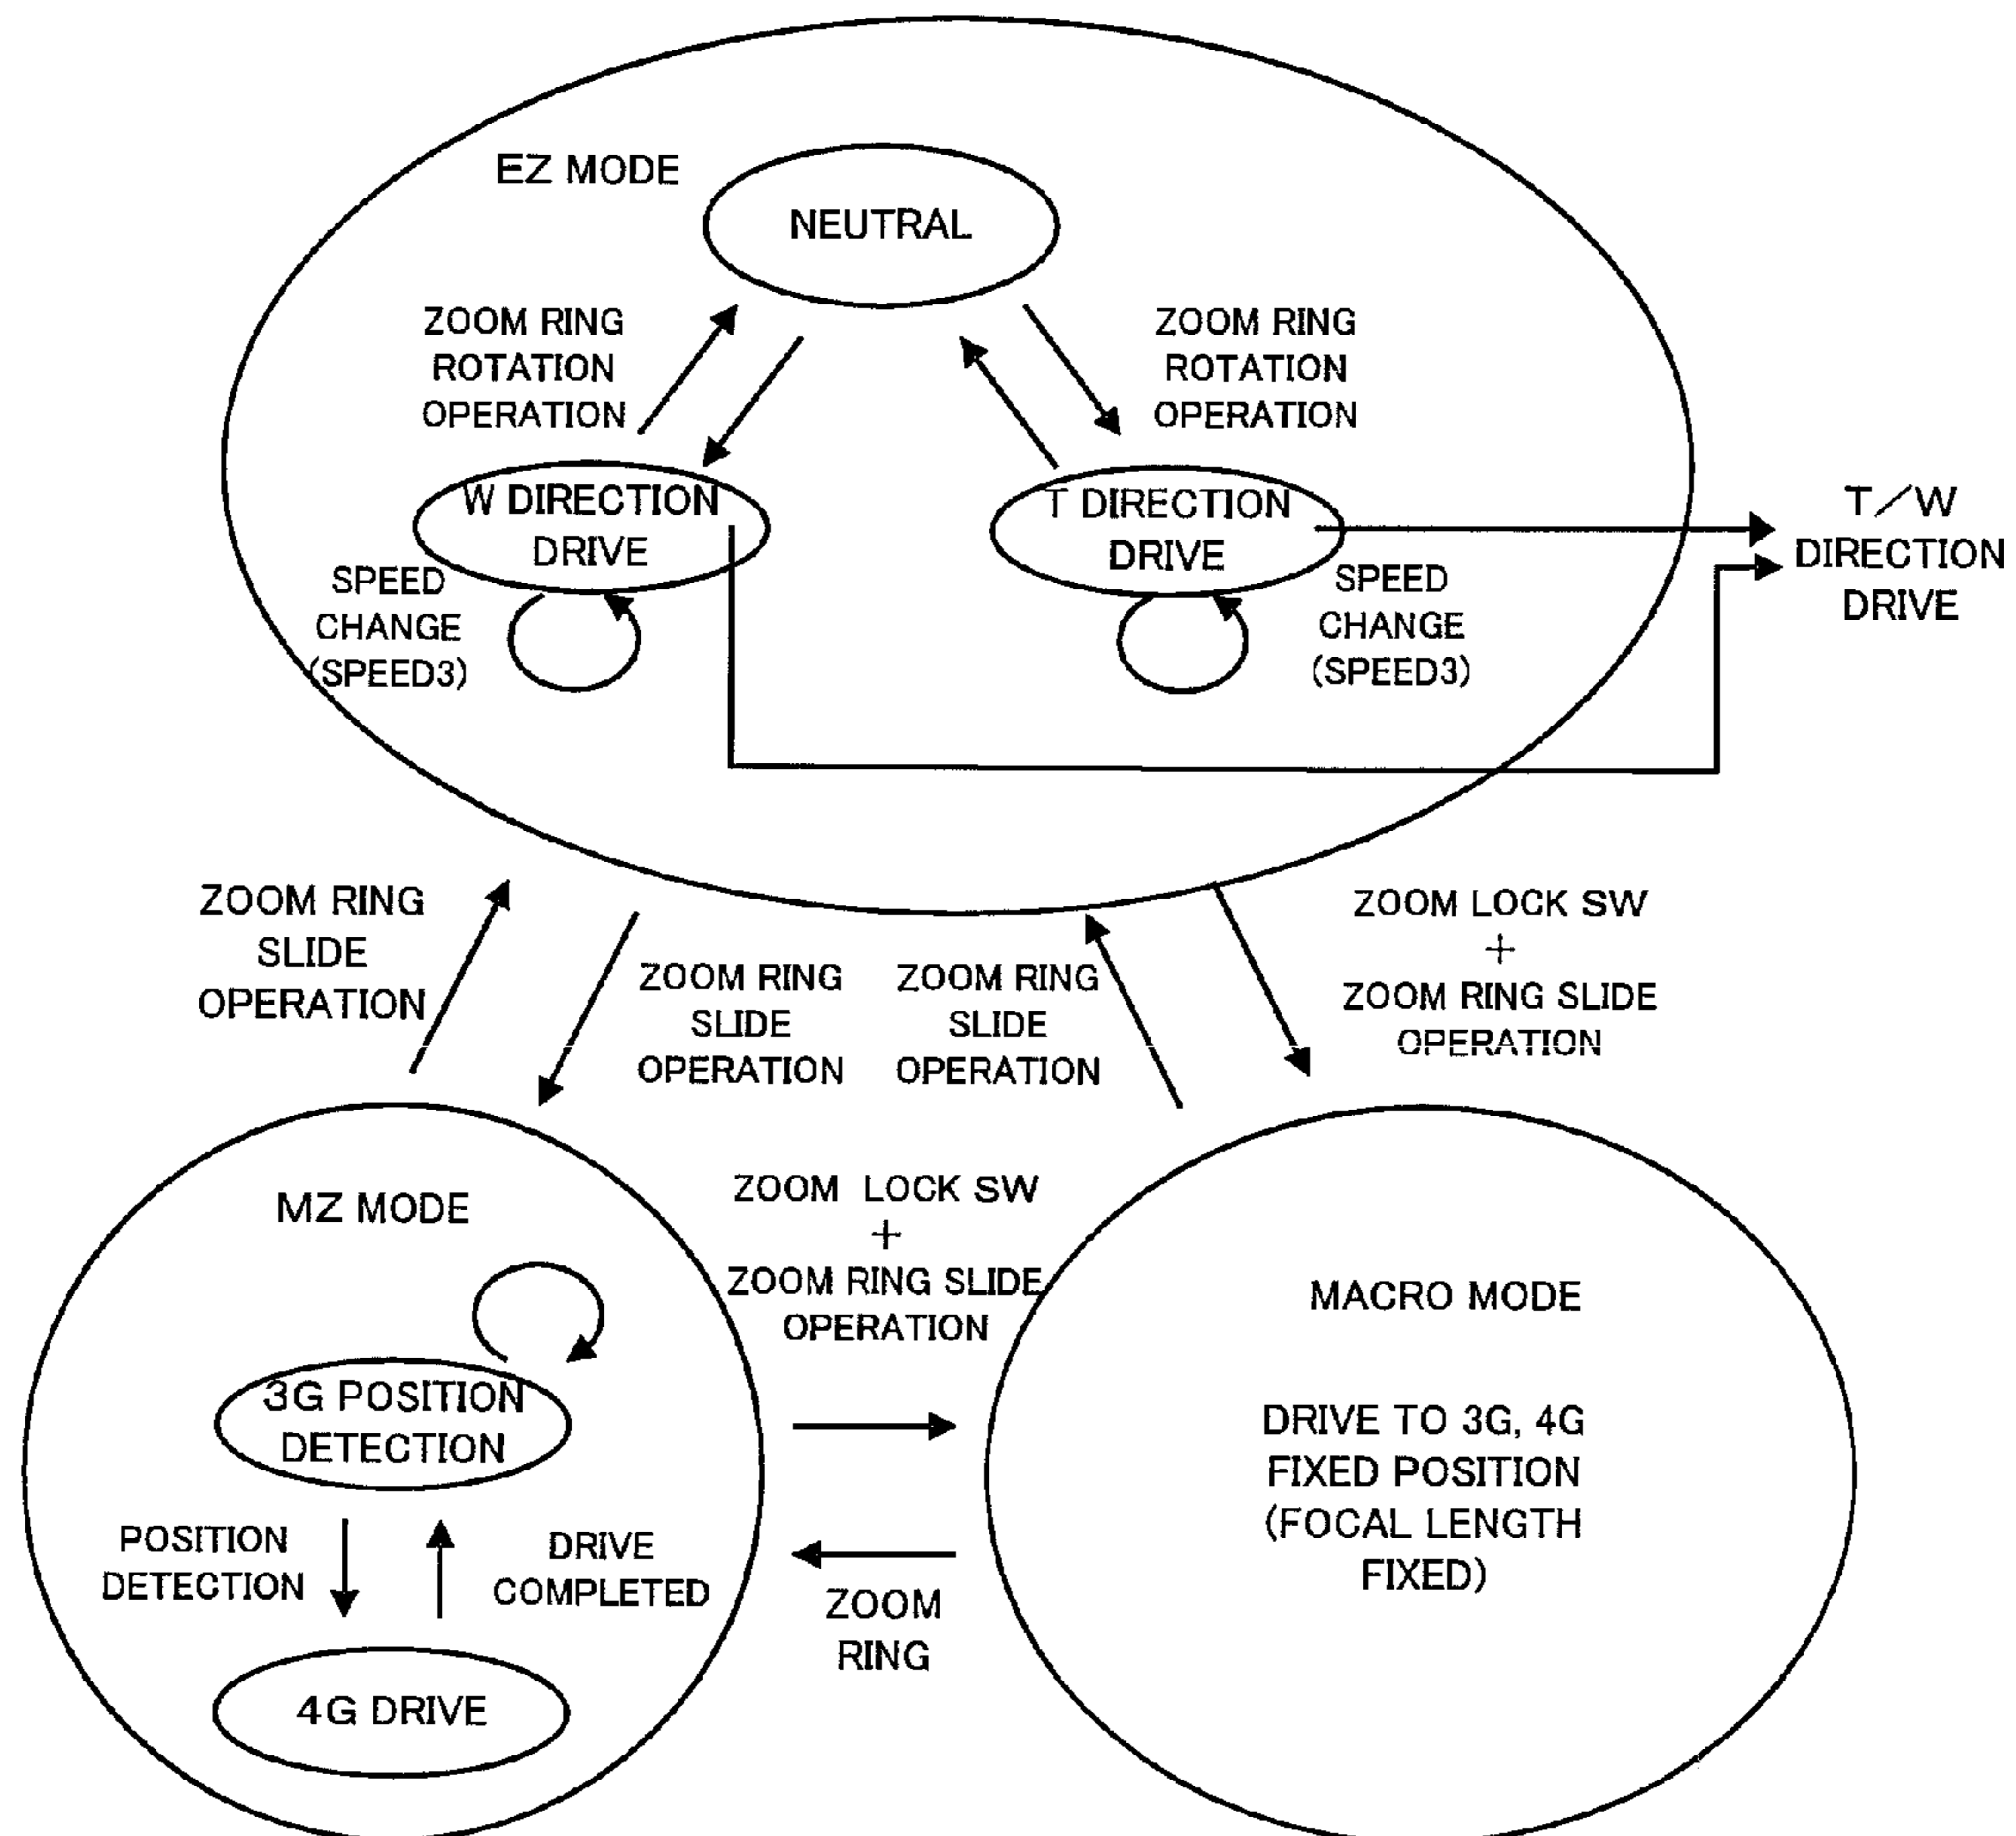 EZ MODE
NEUTRAL
ZOOM RING
ROTATION
OPERATION
ZOOM RING
ROTATION
OPERATION
W DIRECTION
DRIVE
T DIRECTION
DRIVE
T/W
DIRECTION
DRIVE
SPEED
CHANGE
(SPEED3)
SPEED
CHANGE
(SPEED3)
ZOOM RING
SLIDE
OPERATION
ZOOM RING
SLIDE
OPERATION
ZOOM RING
SLIDE
OPERATION
ZOOM LOCK SW
+
ZOOM RING SLIDE
OPERATION
MZ MODE
ZOOM LOCK SW
+
ZOOM RING SLIDE
OPERATION
MACRO MODE
3G POSITION
DETECTION
DRIVE TO 3G, 4G
FIXED POSITION
(FOCAL LENGTH
FIXED)
POSITION
DETECTION
DRIVE
COMPLETED
ZOOM
RING
4G DRIVE